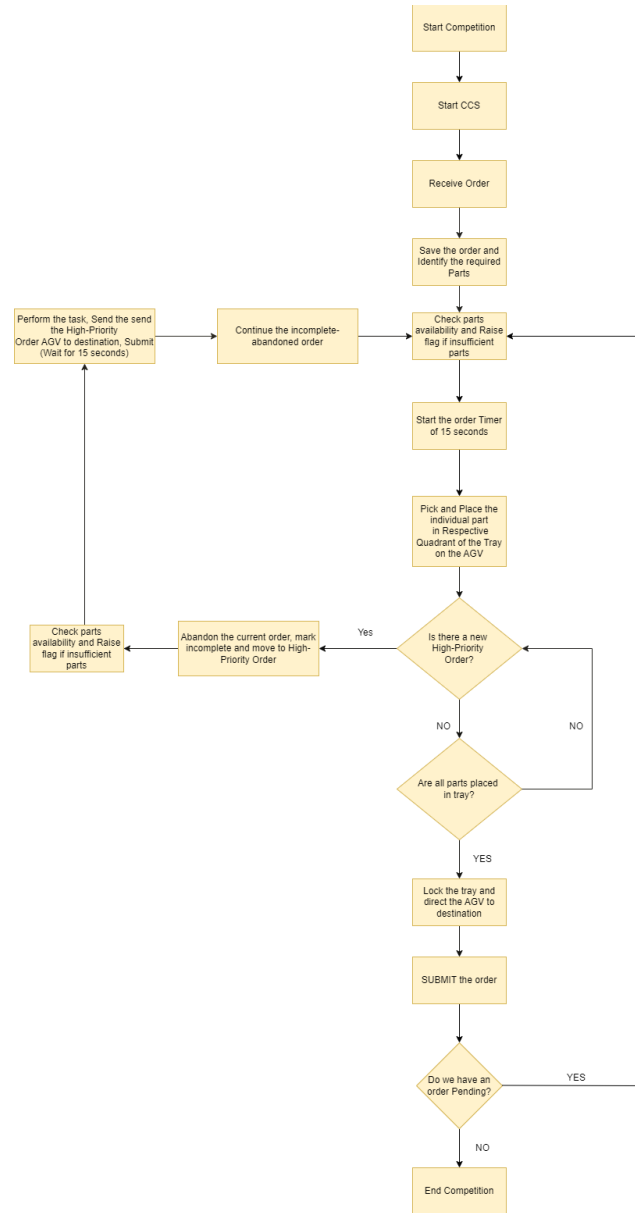 Start Competition
Start CCS
Receive Order
Save the order and
Identify the required
Parts
Perform the task, Send the send
the High-Priority
Order AGV to destination, Submit
(Wait for 15 seconds)
Continue the incomplete-
abandoned order
Check parts
availability and Raise
flag if insufficient
parts
Start the order Timer
of 15 seconds
Pick and Place the
individual part
in Respective
Quadrant of the Tray
on the AGV
Check parts
availability and Raise
flag if insufficient
parts
Abandon the current order, mark
incomplete and move to High-
Priority Order
Yes
Is there a new
High-Priority
Order?
NO
NO
Are all parts placed
in tray?
YES
Lock the tray and
direct the AGV to
destination
SUBMIT the order
Do we have an
order Pending?
YES
NO
End Competition